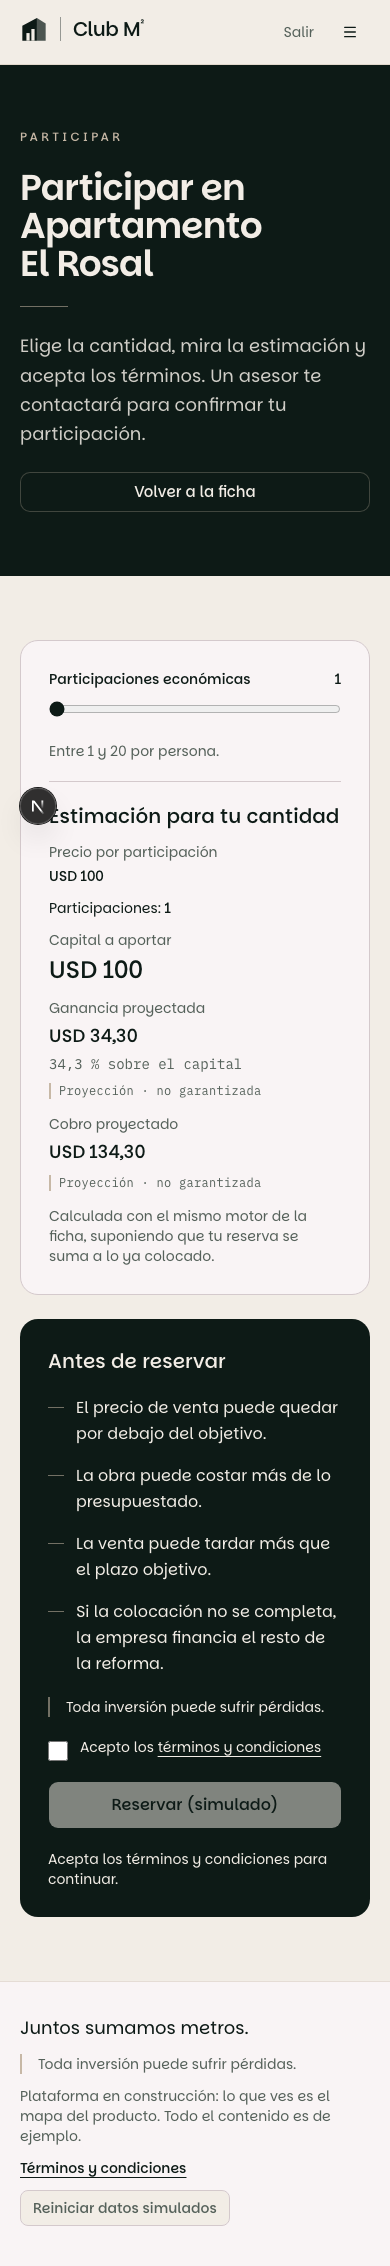 Club M²
Salir
PARTICIPAR
Participar en
Apartamento
El Rosal
Elige la cantidad, mira la estimación y
acepta los términos. Un asesor te
contactará para confirmar tu
participación.
Volver a la ficha
Participaciones económicas 1
Entre 1 y 20 por persona.
N
Estimación para tu cantidad
Precio por participación
USD 100
Participaciones: 1
Capital a aportar
USD 100
Ganancia proyectada
USD 34,30
34,3 % sobre el capital
Proyección · no garantizada
Cobro proyectado
USD 134,30
Proyección · no garantizada
Calculada con el mismo motor de la
ficha, suponiendo que tu reserva se
suma a lo ya colocado.
Antes de reservar
— El precio de venta puede quedar
por debajo del objetivo.
— La obra puede costar más de lo
presupuestado.
— La venta puede tardar más que
el plazo objetivo.
— Si la colocación no se completa,
la empresa financia el resto de
la reforma.
Toda inversión puede sufrir pérdidas.
Acepto los términos y condiciones
Reservar (simulado)
Acepta los términos y condiciones para
continuar.
Juntos sumamos metros.
Toda inversión puede sufrir pérdidas.
Plataforma en construcción: lo que ves es el
mapa del producto. Todo el contenido es de
ejemplo.
Términos y condiciones
Reiniciar datos simulados